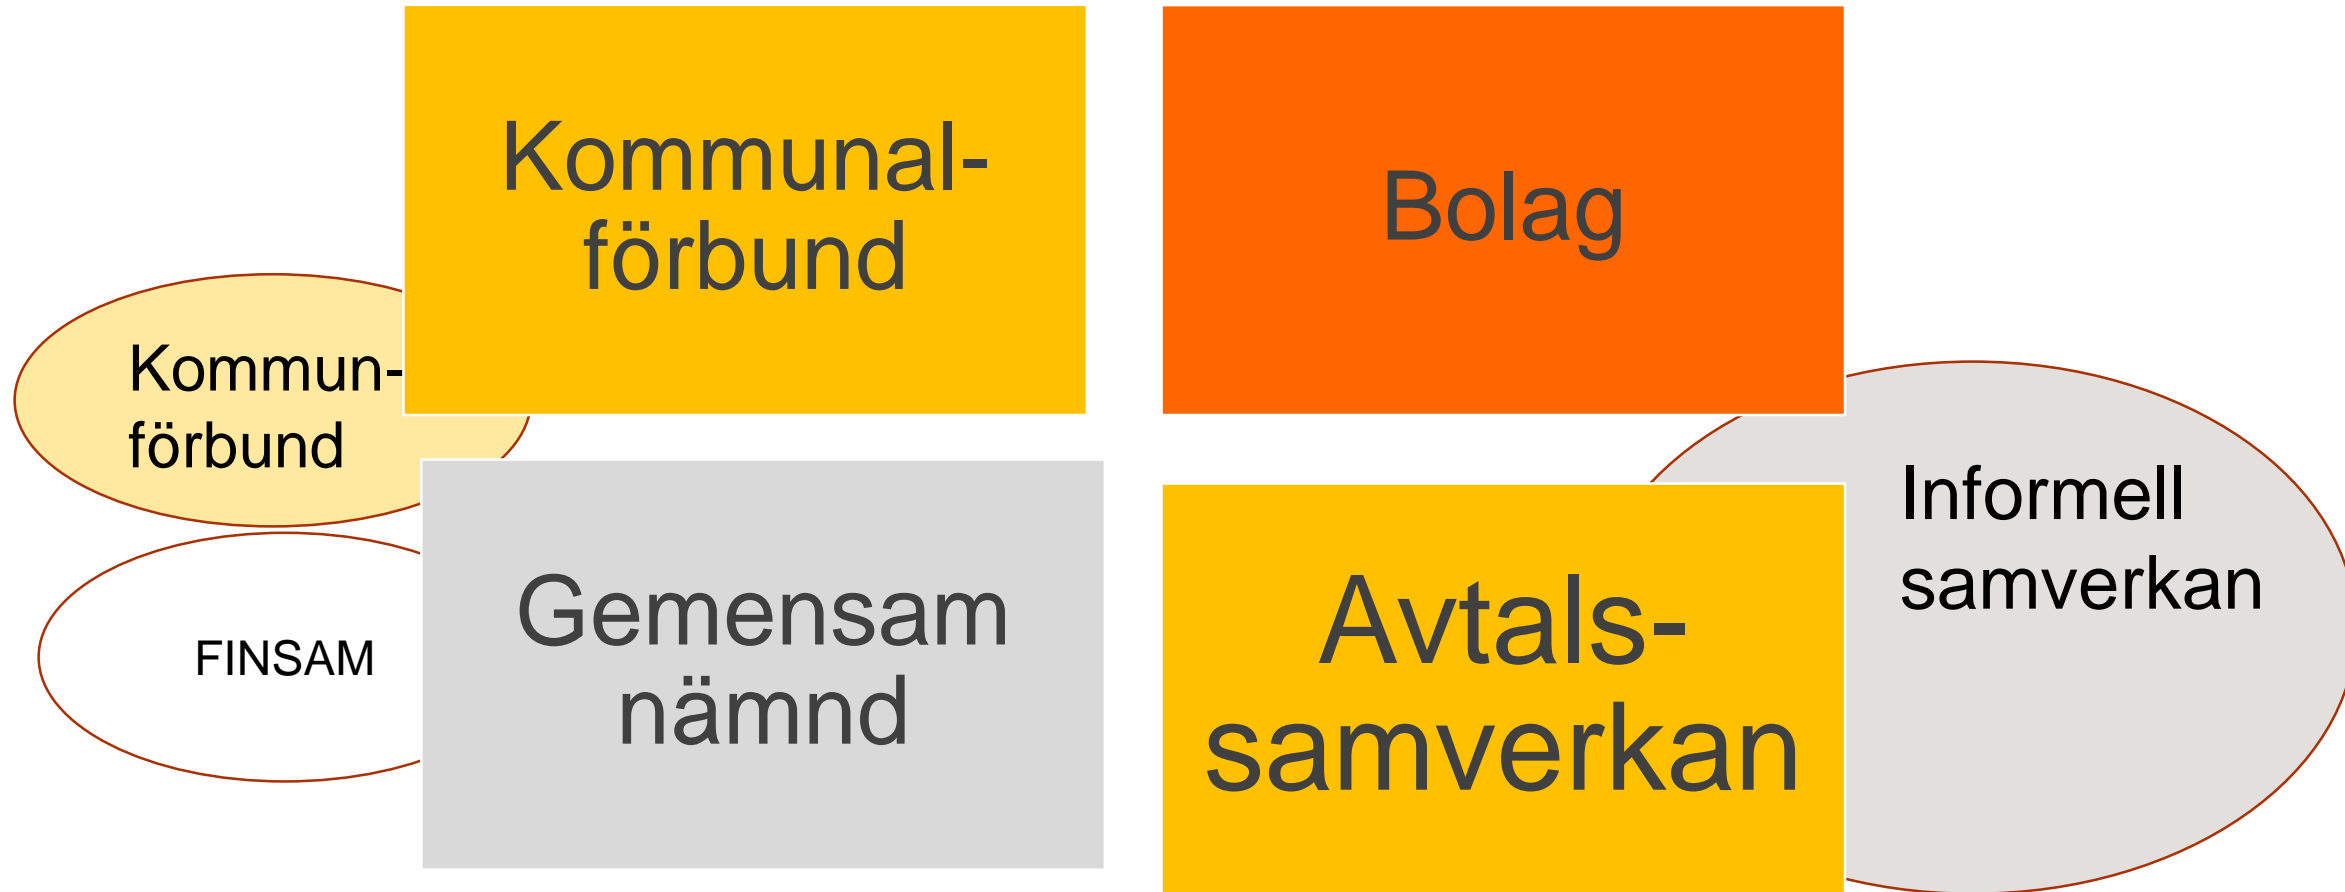 Kommunal-
förbund
Bolag
Kommun-
förbund
Informell
samverkan
Gemensam
nämnd
Avtals-
samverkan
FINSAM